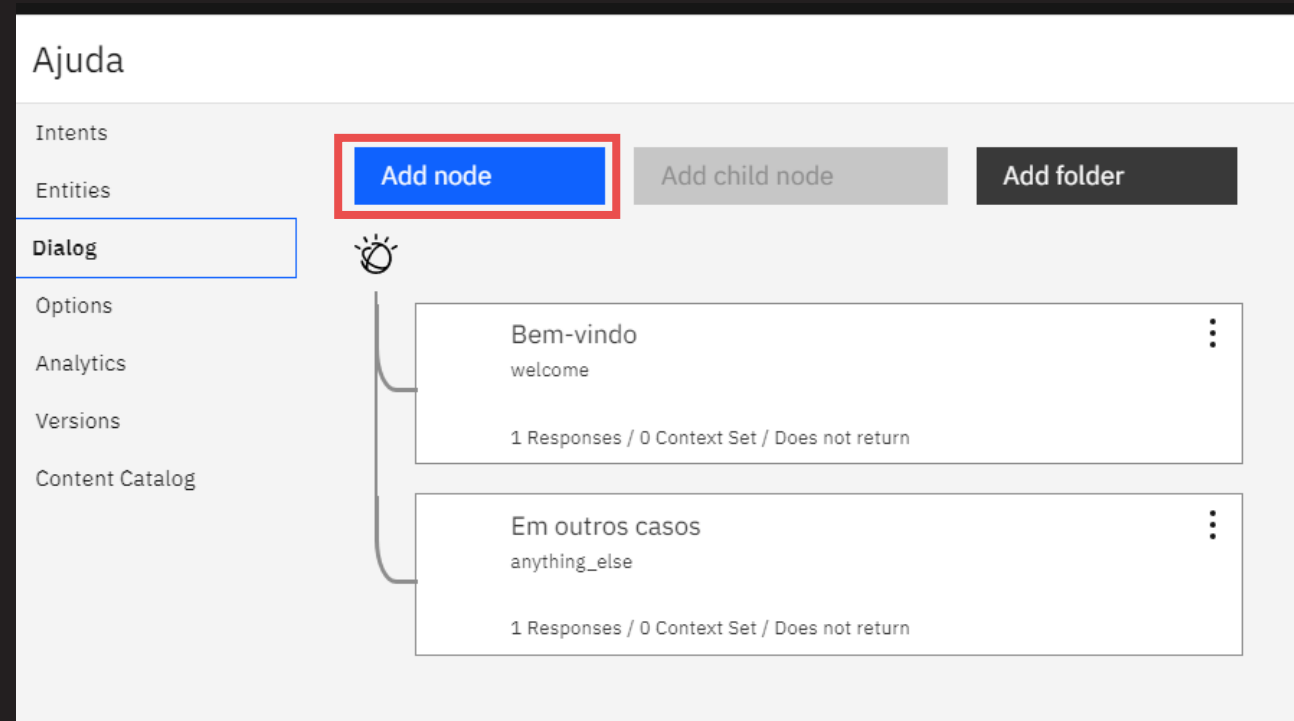 Ajuda
Intents
Entities
Dialog
Options
Analytics
Versions
Content Catalog
Add node
Add child node
Add folder
Bem-vindo
welcome
1 Responses / 0 Context Set / Does not return
Em outros casos
anything_else
1 Responses / 0 Context Set / Does not return